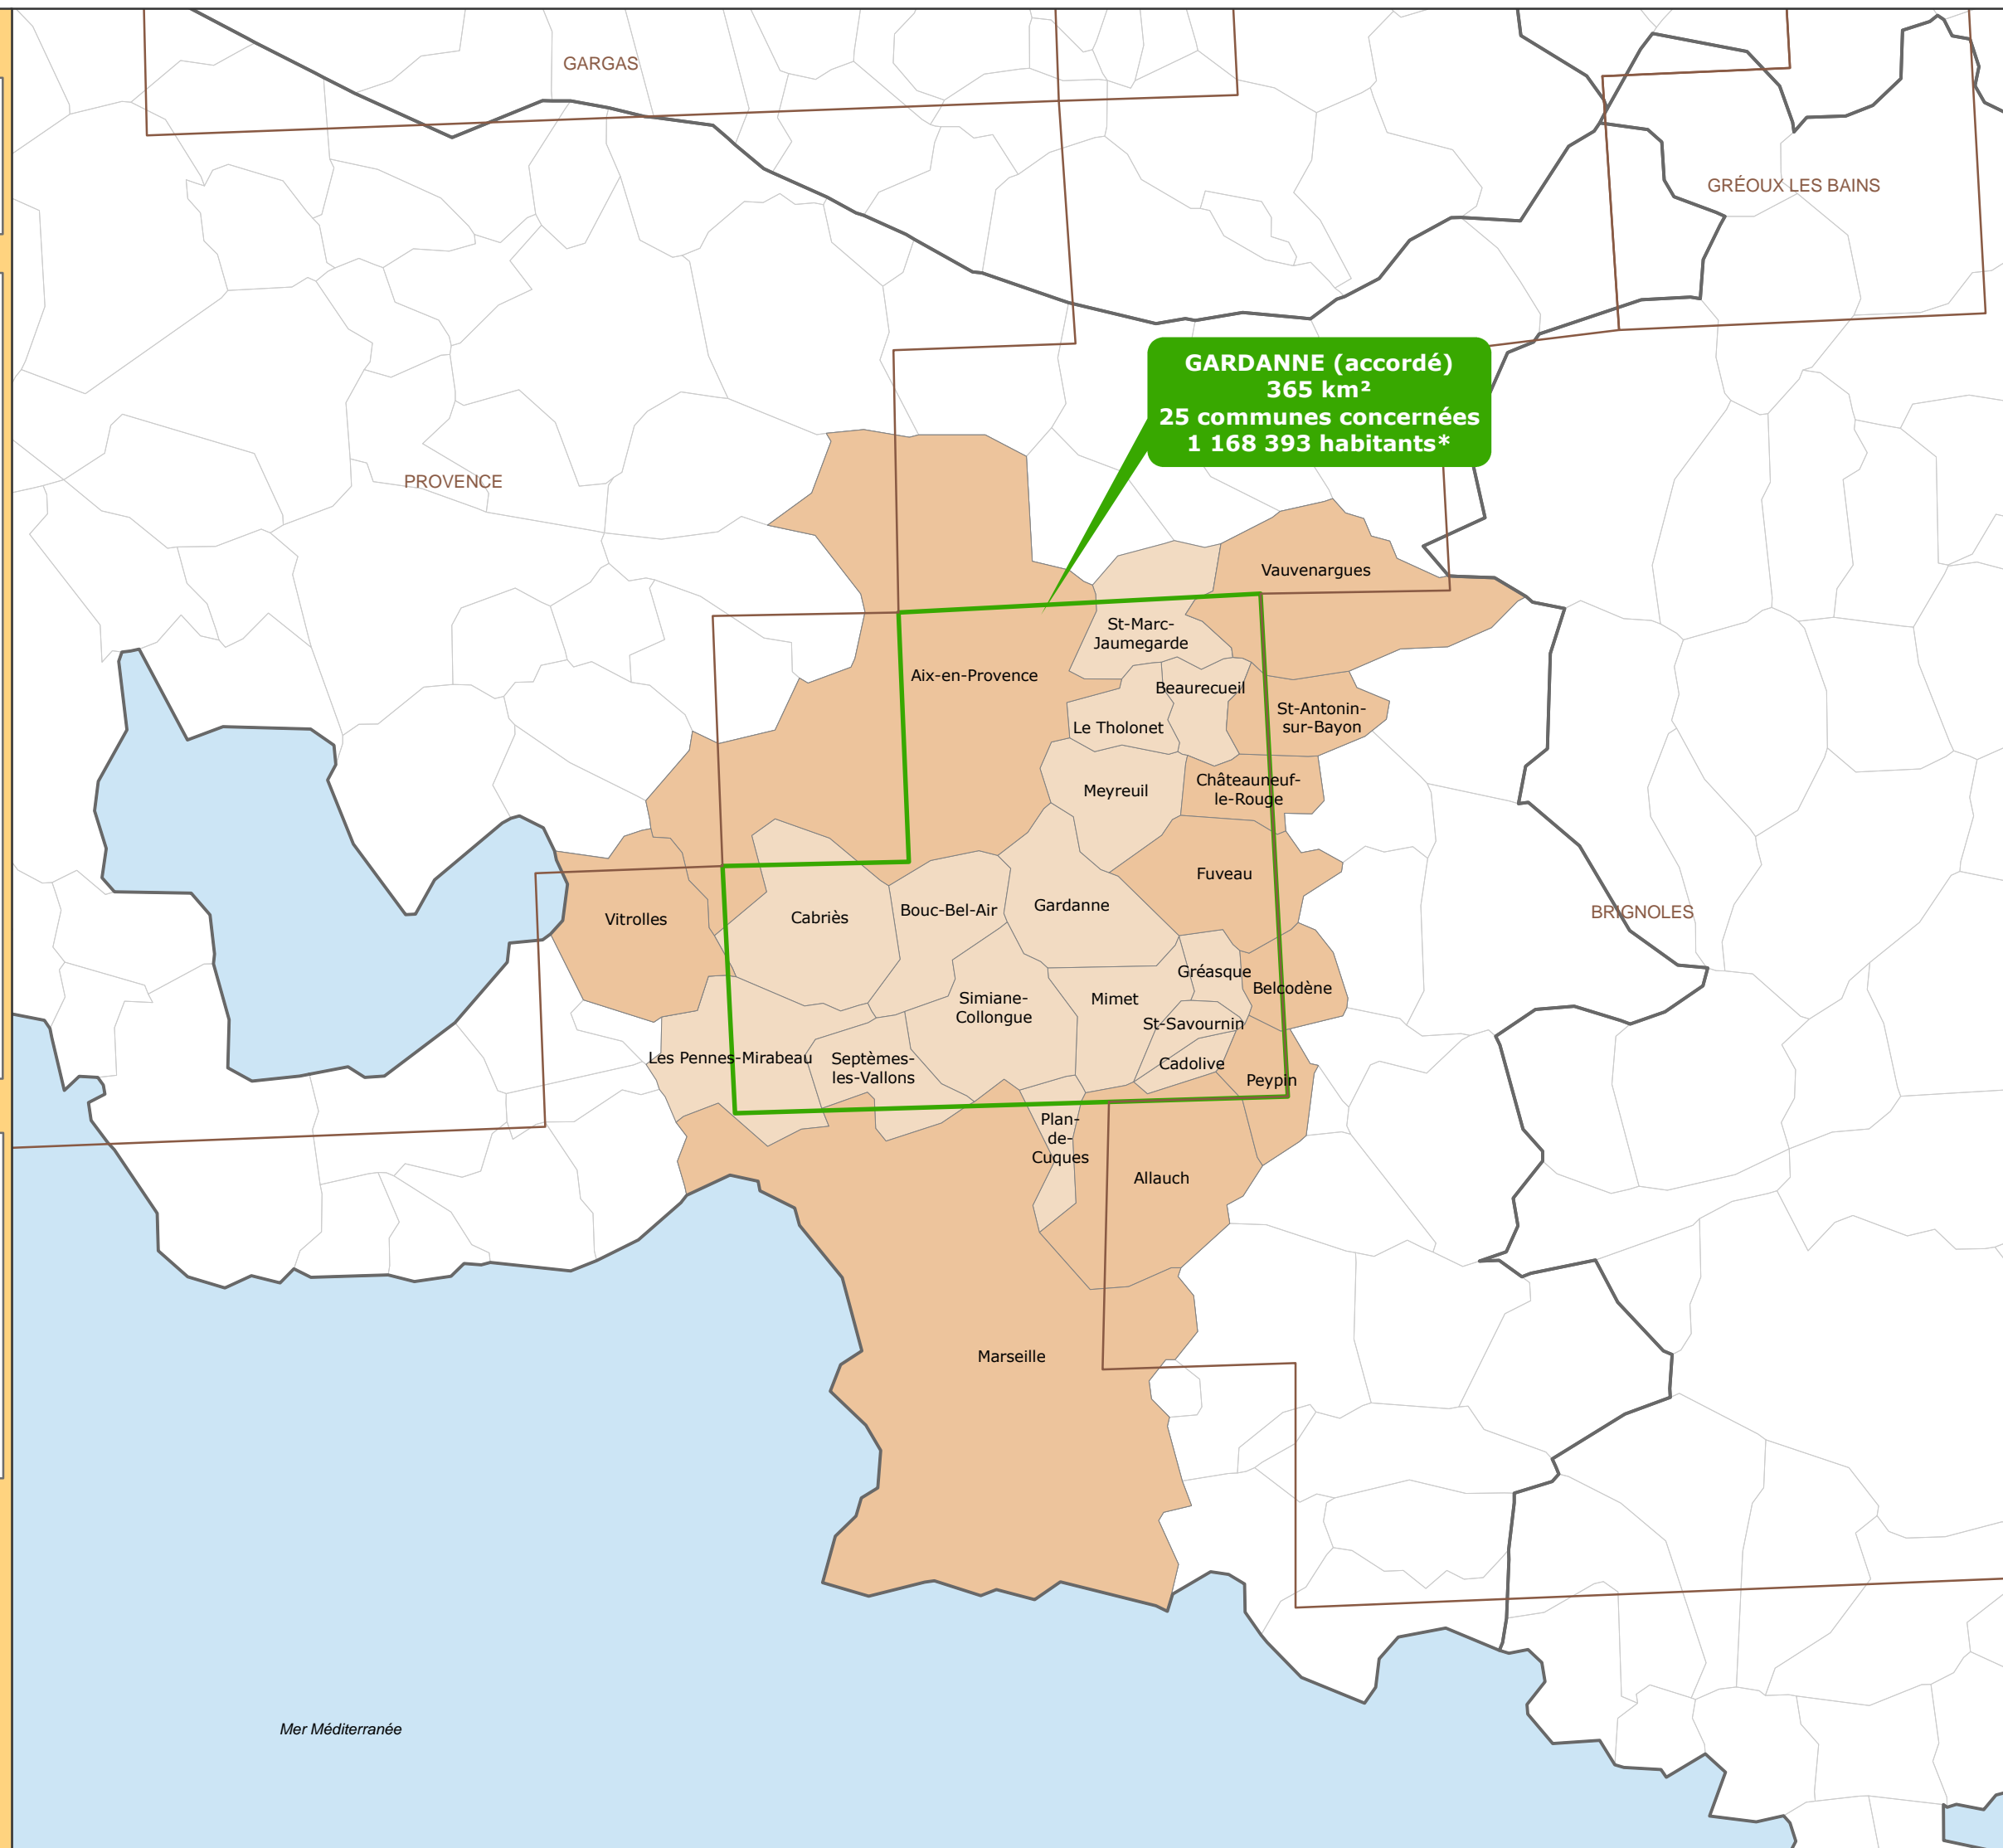 GARGAS
GRÉOUX LES BAINS
GARDANNE (accordé)
365 km²
25 communes concernées
1 168 393 habitants*
PROVENCE
Vauvenargues
St-Marc-
Jaumegarde
Aix-en-Provence
Beaurecueil
St-Antonin-
sur-Bayon
Le Tholonet
Châteauneuf-
le-Rouge
Meyreuil
Fuveau
Gardanne
Bouc-Bel-Air
Cabriès
Vitrolles
BRIGNOLES
Gréasque
Belcodène
Simiane-
Collongue
Mimet
St-Savournin
Les Pennes-Mirabeau
Septèmes-
les-Vallons
Cadolive
Peypin
Plan-
de-
Cuques
Allauch
Marseille
Mer Méditerranée